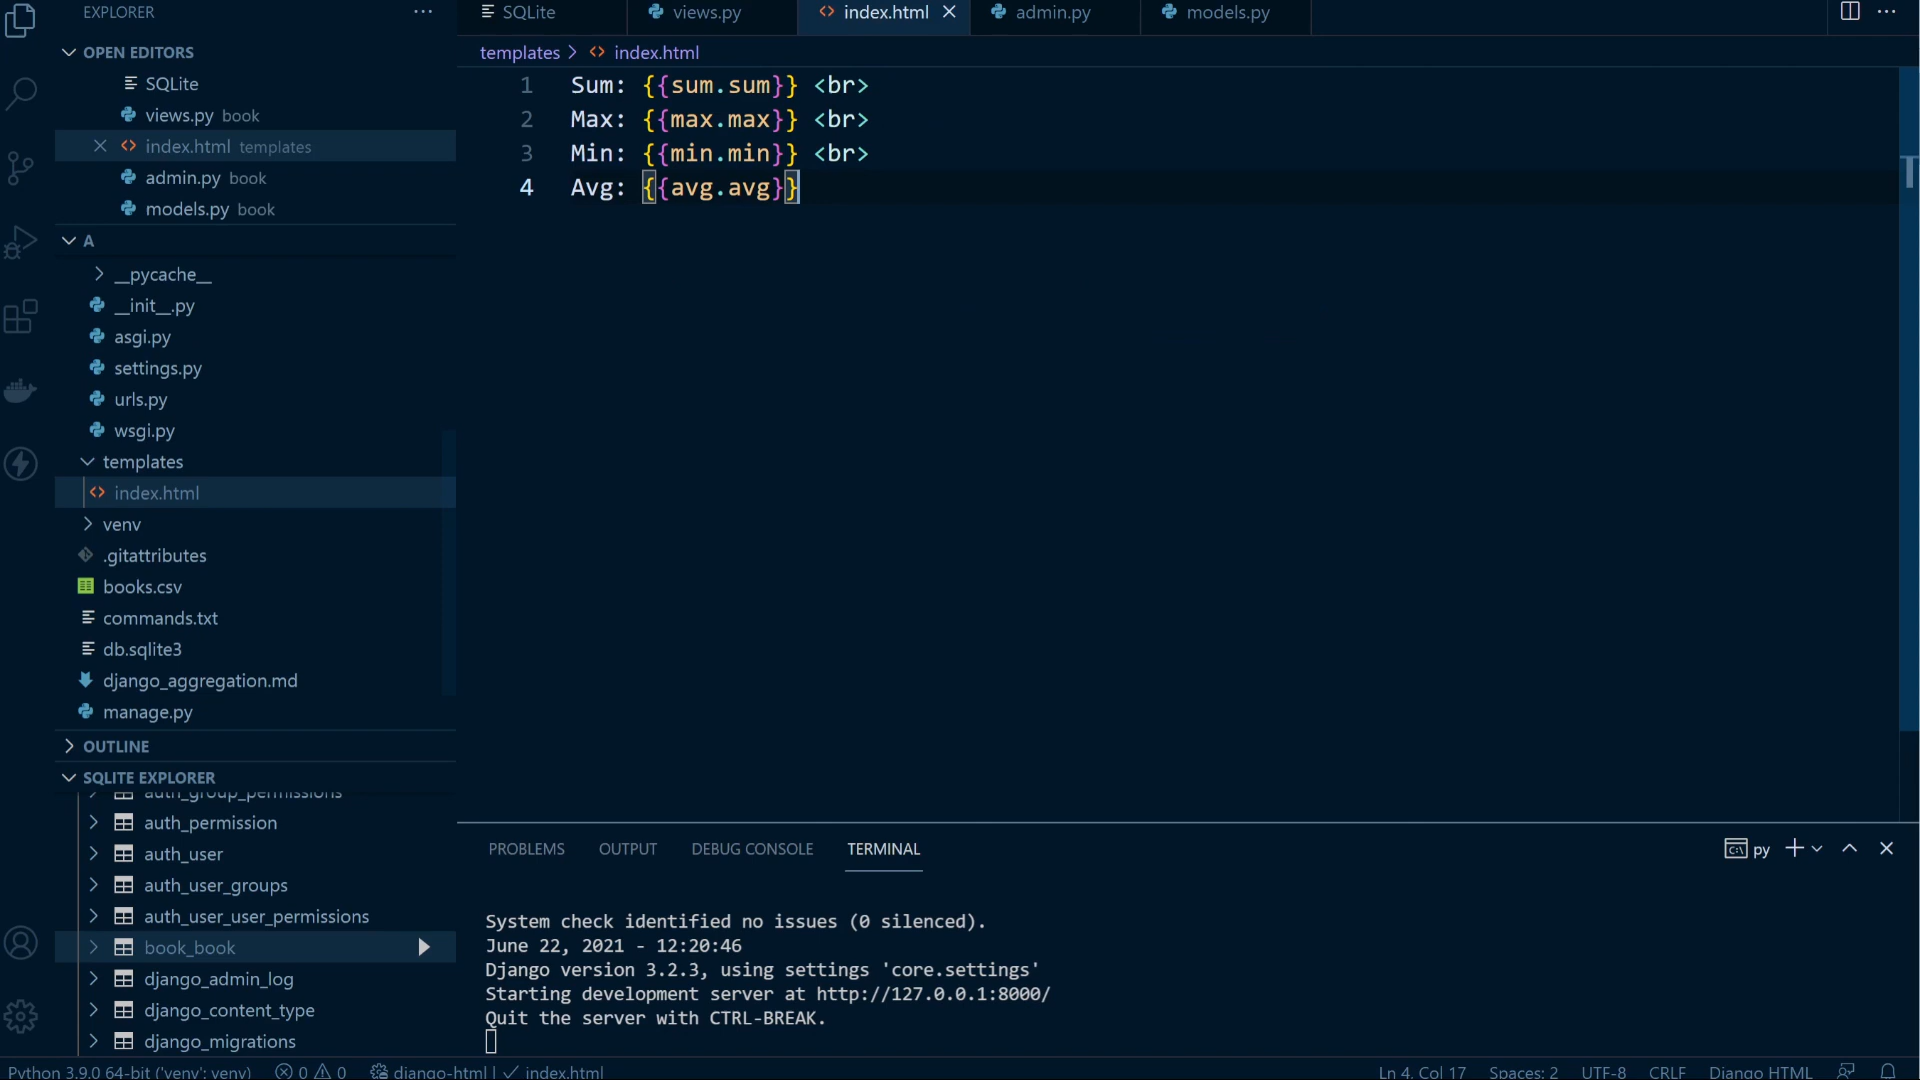 EXPLORER
OPEN EDITORS
SQLite
views.py book
index.html templates
admin.py book
models.py book
A
__pycache__
__init__.py
asgi.py
settings.py
urls.py
wsgi.py
templates
index.html
venv
.gitattributes
books.csv
commands.txt
db.sqlite3
django_aggregation.md
manage.py
OUTLINE
SQLITE EXPLORER
auth_group_permissions
auth_permission
auth_user
auth_user_groups
auth_user_user_permissions
book_book
django_admin_log
django_content_type
django_migrations
SQLite views.py index.html admin.py models.py
templates > index.html
1 Sum: {{sum.sum}} <br>
2 Max: {{max.max}} <br>
3 Min: {{min.min}} <br>
4 Avg: {{avg.avg}}
PROBLEMS OUTPUT DEBUG CONSOLE TERMINAL
py
System check identified no issues (0 silenced).
June 22, 2021 - 12:20:46
Django version 3.2.3, using settings 'core.settings'
Starting development server at http://127.0.0.1:8000/
Quit the server with CTRL-BREAK.
Python 3.9.0 64-bit ('venv': venv) 0 0 django-html | index.html Ln 4, Col 17 Spaces: 2 UTF-8 CRLF Django HTML